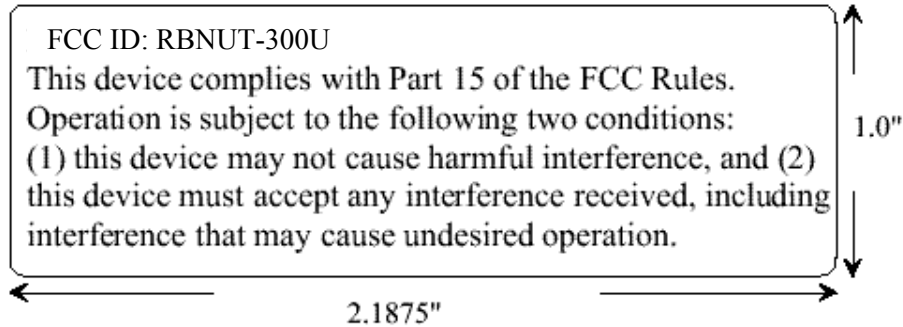 FCC ID: RBNUT-300U
This device complies with Part 15 of the FCC Rules.
Operation is subject to the following two conditions:
(1) this device may not cause harmful interference, and (2)
this device must accept any interference received, including
interference that may cause undesired operation.
1.0"
2.1875"